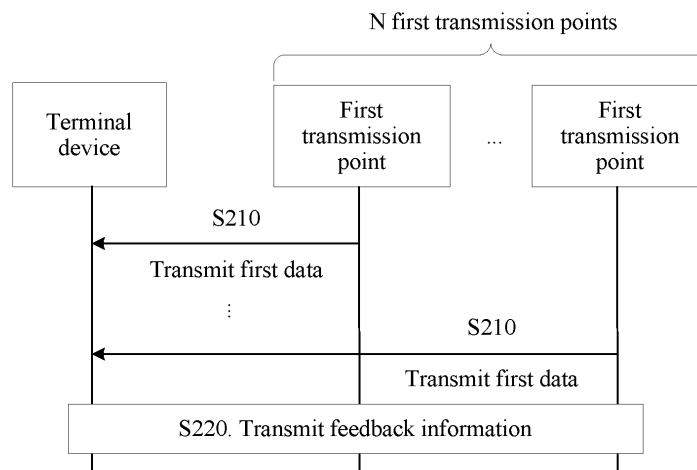 N first transmission points
Terminal
device
First
transmission
point
...
First
transmission
point
S210
Transmit first data
...
S210
Transmit first data
S220. Transmit feedback information